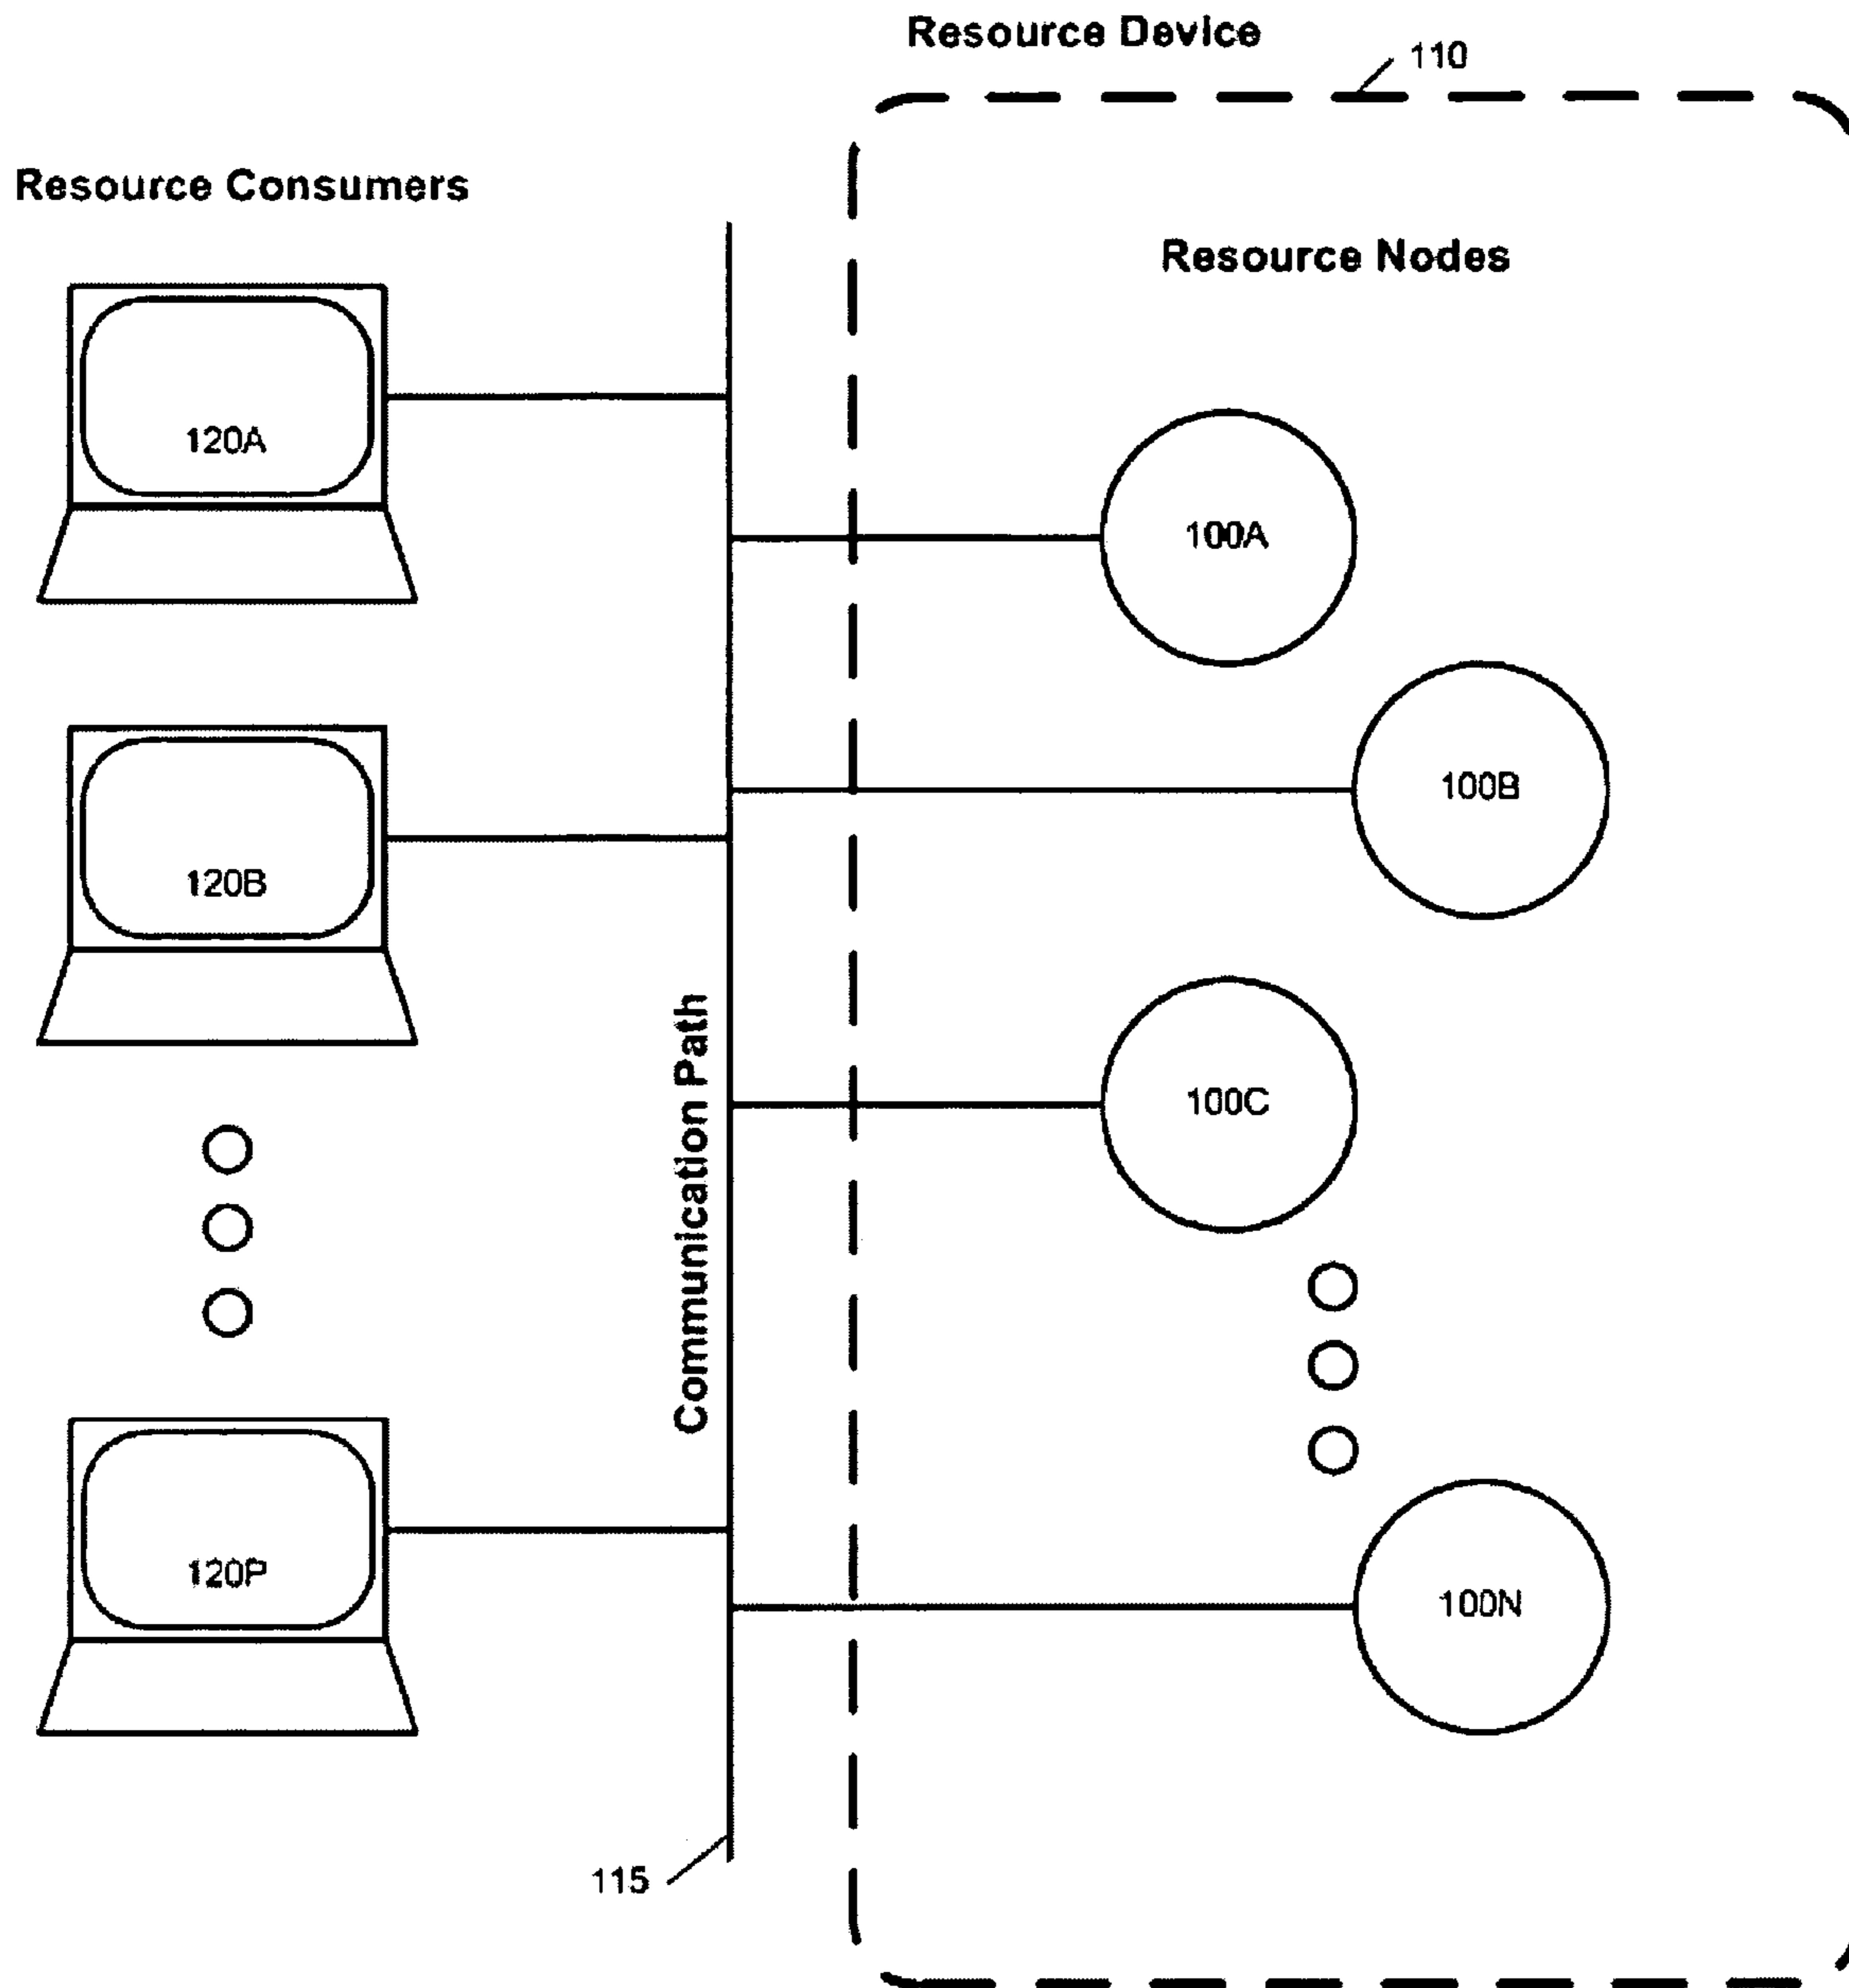 Resource Device
110
Resource Consumers
Resource Nodes
120A
100A
100B
120B
Communication Path
100C
120P
100N
115